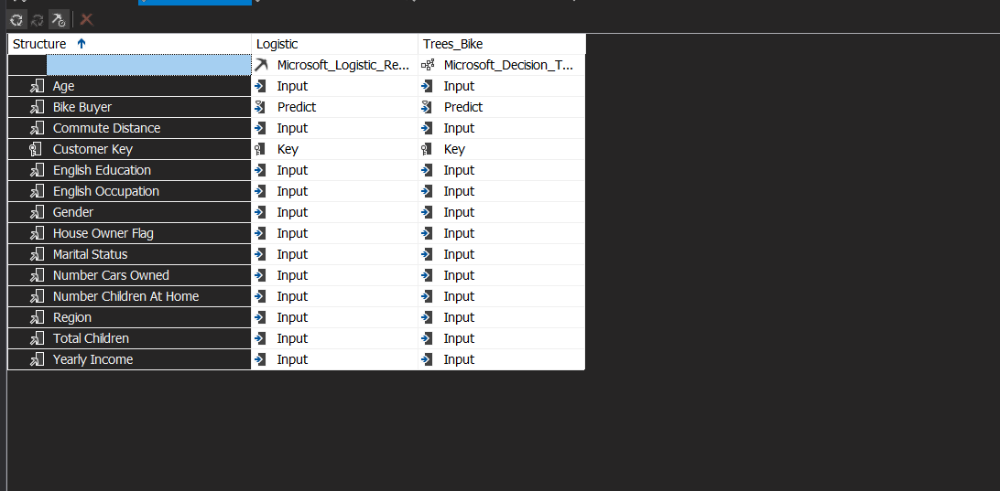 Structure Logistic Trees_Bike
Microsoft_Logistic_Re... Microsoft_Decision_T...
Age Input Input
Bike Buyer Predict Predict
Commute Distance Input Input
Customer Key Key Key
English Education Input Input
English Occupation Input Input
Gender Input Input
House Owner Flag Input Input
Marital Status Input Input
Number Cars Owned Input Input
Number Children At Home Input Input
Region Input Input
Total Children Input Input
Yearly Income Input Input